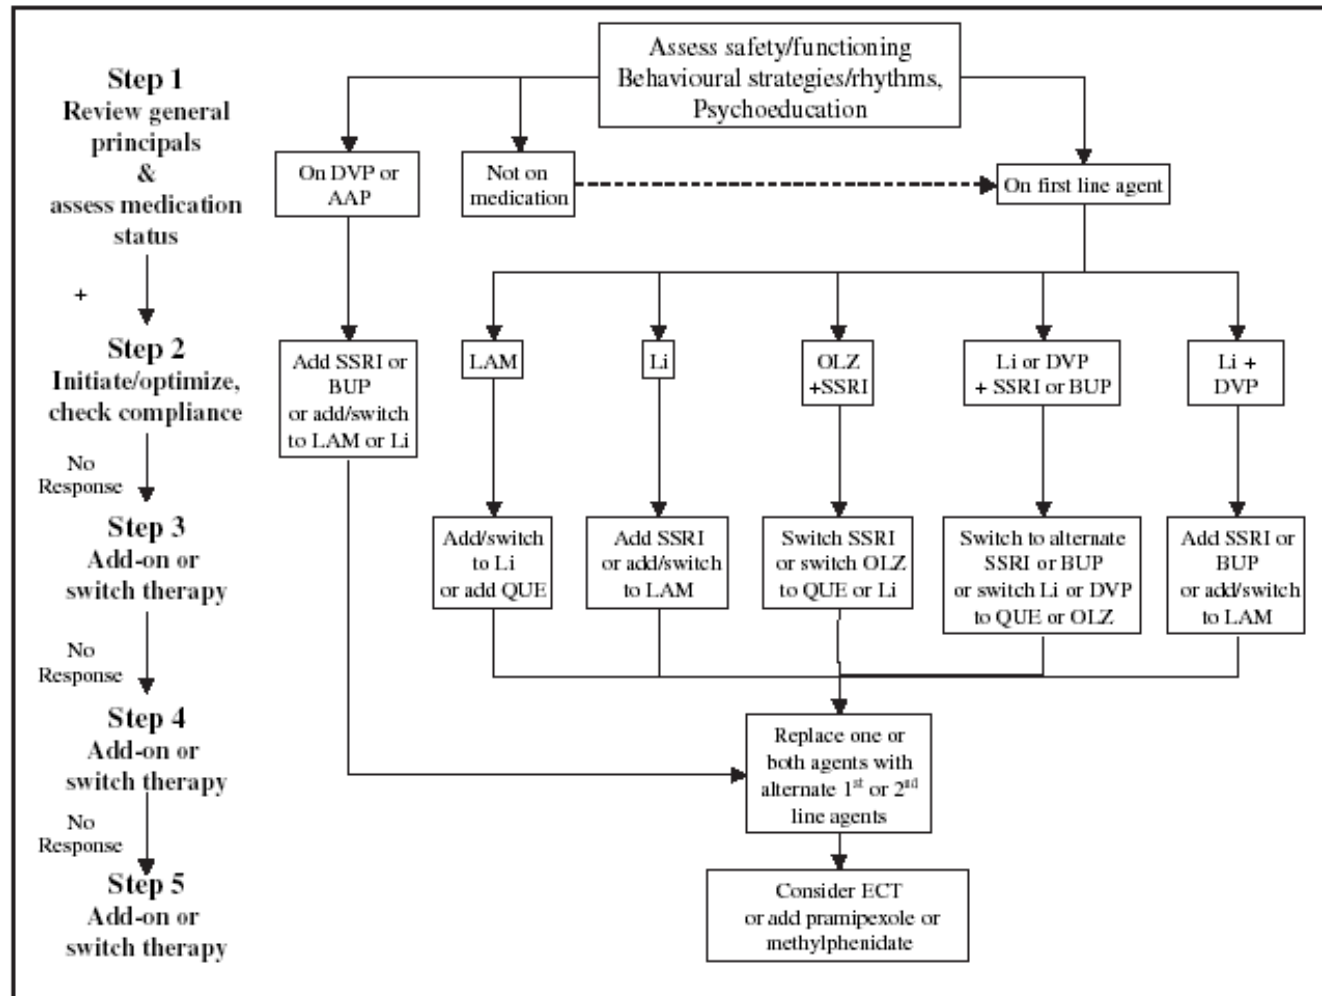 Assess safety/functioning
Behavioural strategies/rhythms,
Psychoeducation
Step 1
Review general
principals
&
assess medication
status
On DVP or
AAP
Not on
medication
On first line agent
+
Step 2
Initiate/optimize,
check compliance
Add SSRI or
BUP
or add/switch
to LAM or Li
LAM
Li
OLZ
+SSRI
Li or DVP
+ SSRI or BUP
Li +
DVP
No
Response
Step 3
Add-on or
switch therapy
Add/switch
to Li
or add QUE
Add SSRI
or add/switch
to LAM
Switch SSRI
or switch OLZ
to QUE or Li
Switch to alternate
SSRI or BUP
or switch Li or DVP
to QUE or OLZ
Add SSRI or
BUP
or add/switch
to LAM
No
Response
Step 4
Add-on or
switch therapy
Replace one or
both agents with
alternate 1st or 2nd
line agents
No
Response
Step 5
Add-on or
switch therapy
Consider ECT
or add pramipexole or
methylphenidate